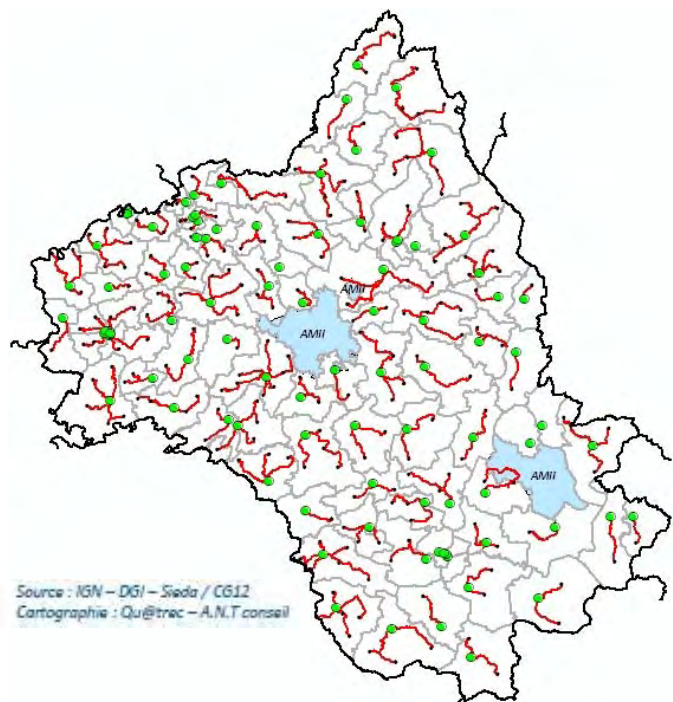 AMII
AMII
AMII
Source : IGN – DGI – Sieda / CG12
Cartographie : Qu@trec – A.N.T conseil